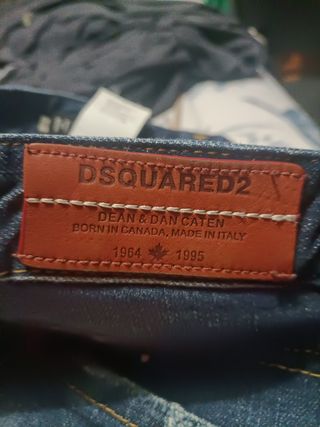 DSQUARED2
DEAN & DAN CATEN
BORN IN CANADA, MADE IN ITALY
1964 1995